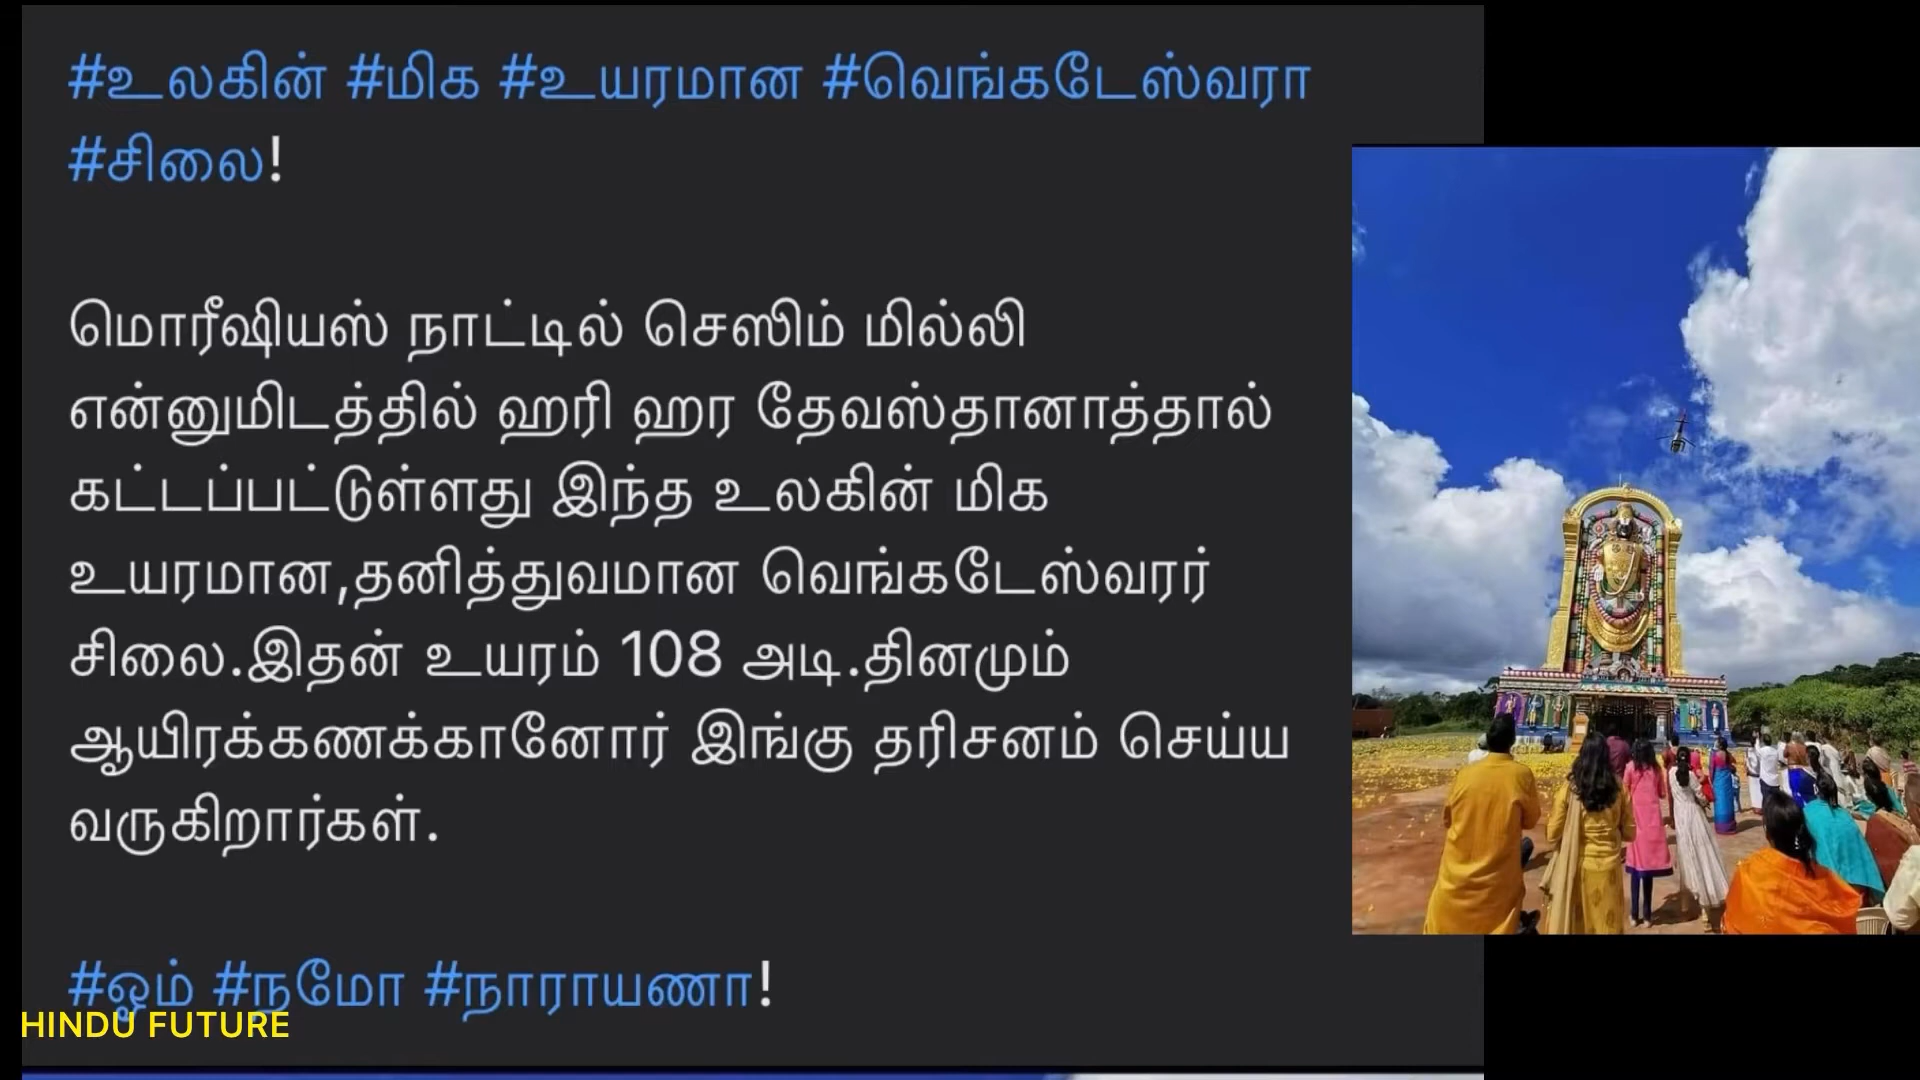 #உலகின் #மிக #உயரமான #வெங்கடேஸ்வரா
#சிலை!
மொரீஷியஸ் நாட்டில் செஸிம் மில்லி
என்னுமிடத்தில் ஹரி ஹர தேவஸ்தானாத்தால்
கட்டப்பட்டுள்ளது இந்த உலகின் மிக
உயரமான,தனித்துவமான வெங்கடேஸ்வரர்
சிலை.இதன் உயரம் 108 அடி.தினமும்
ஆயிரக்கணக்கானோர் இங்கு தரிசனம் செய்ய
வருகிறார்கள்.
#ஓம் #நமோ #நாராயணா!
HINDU FUTURE